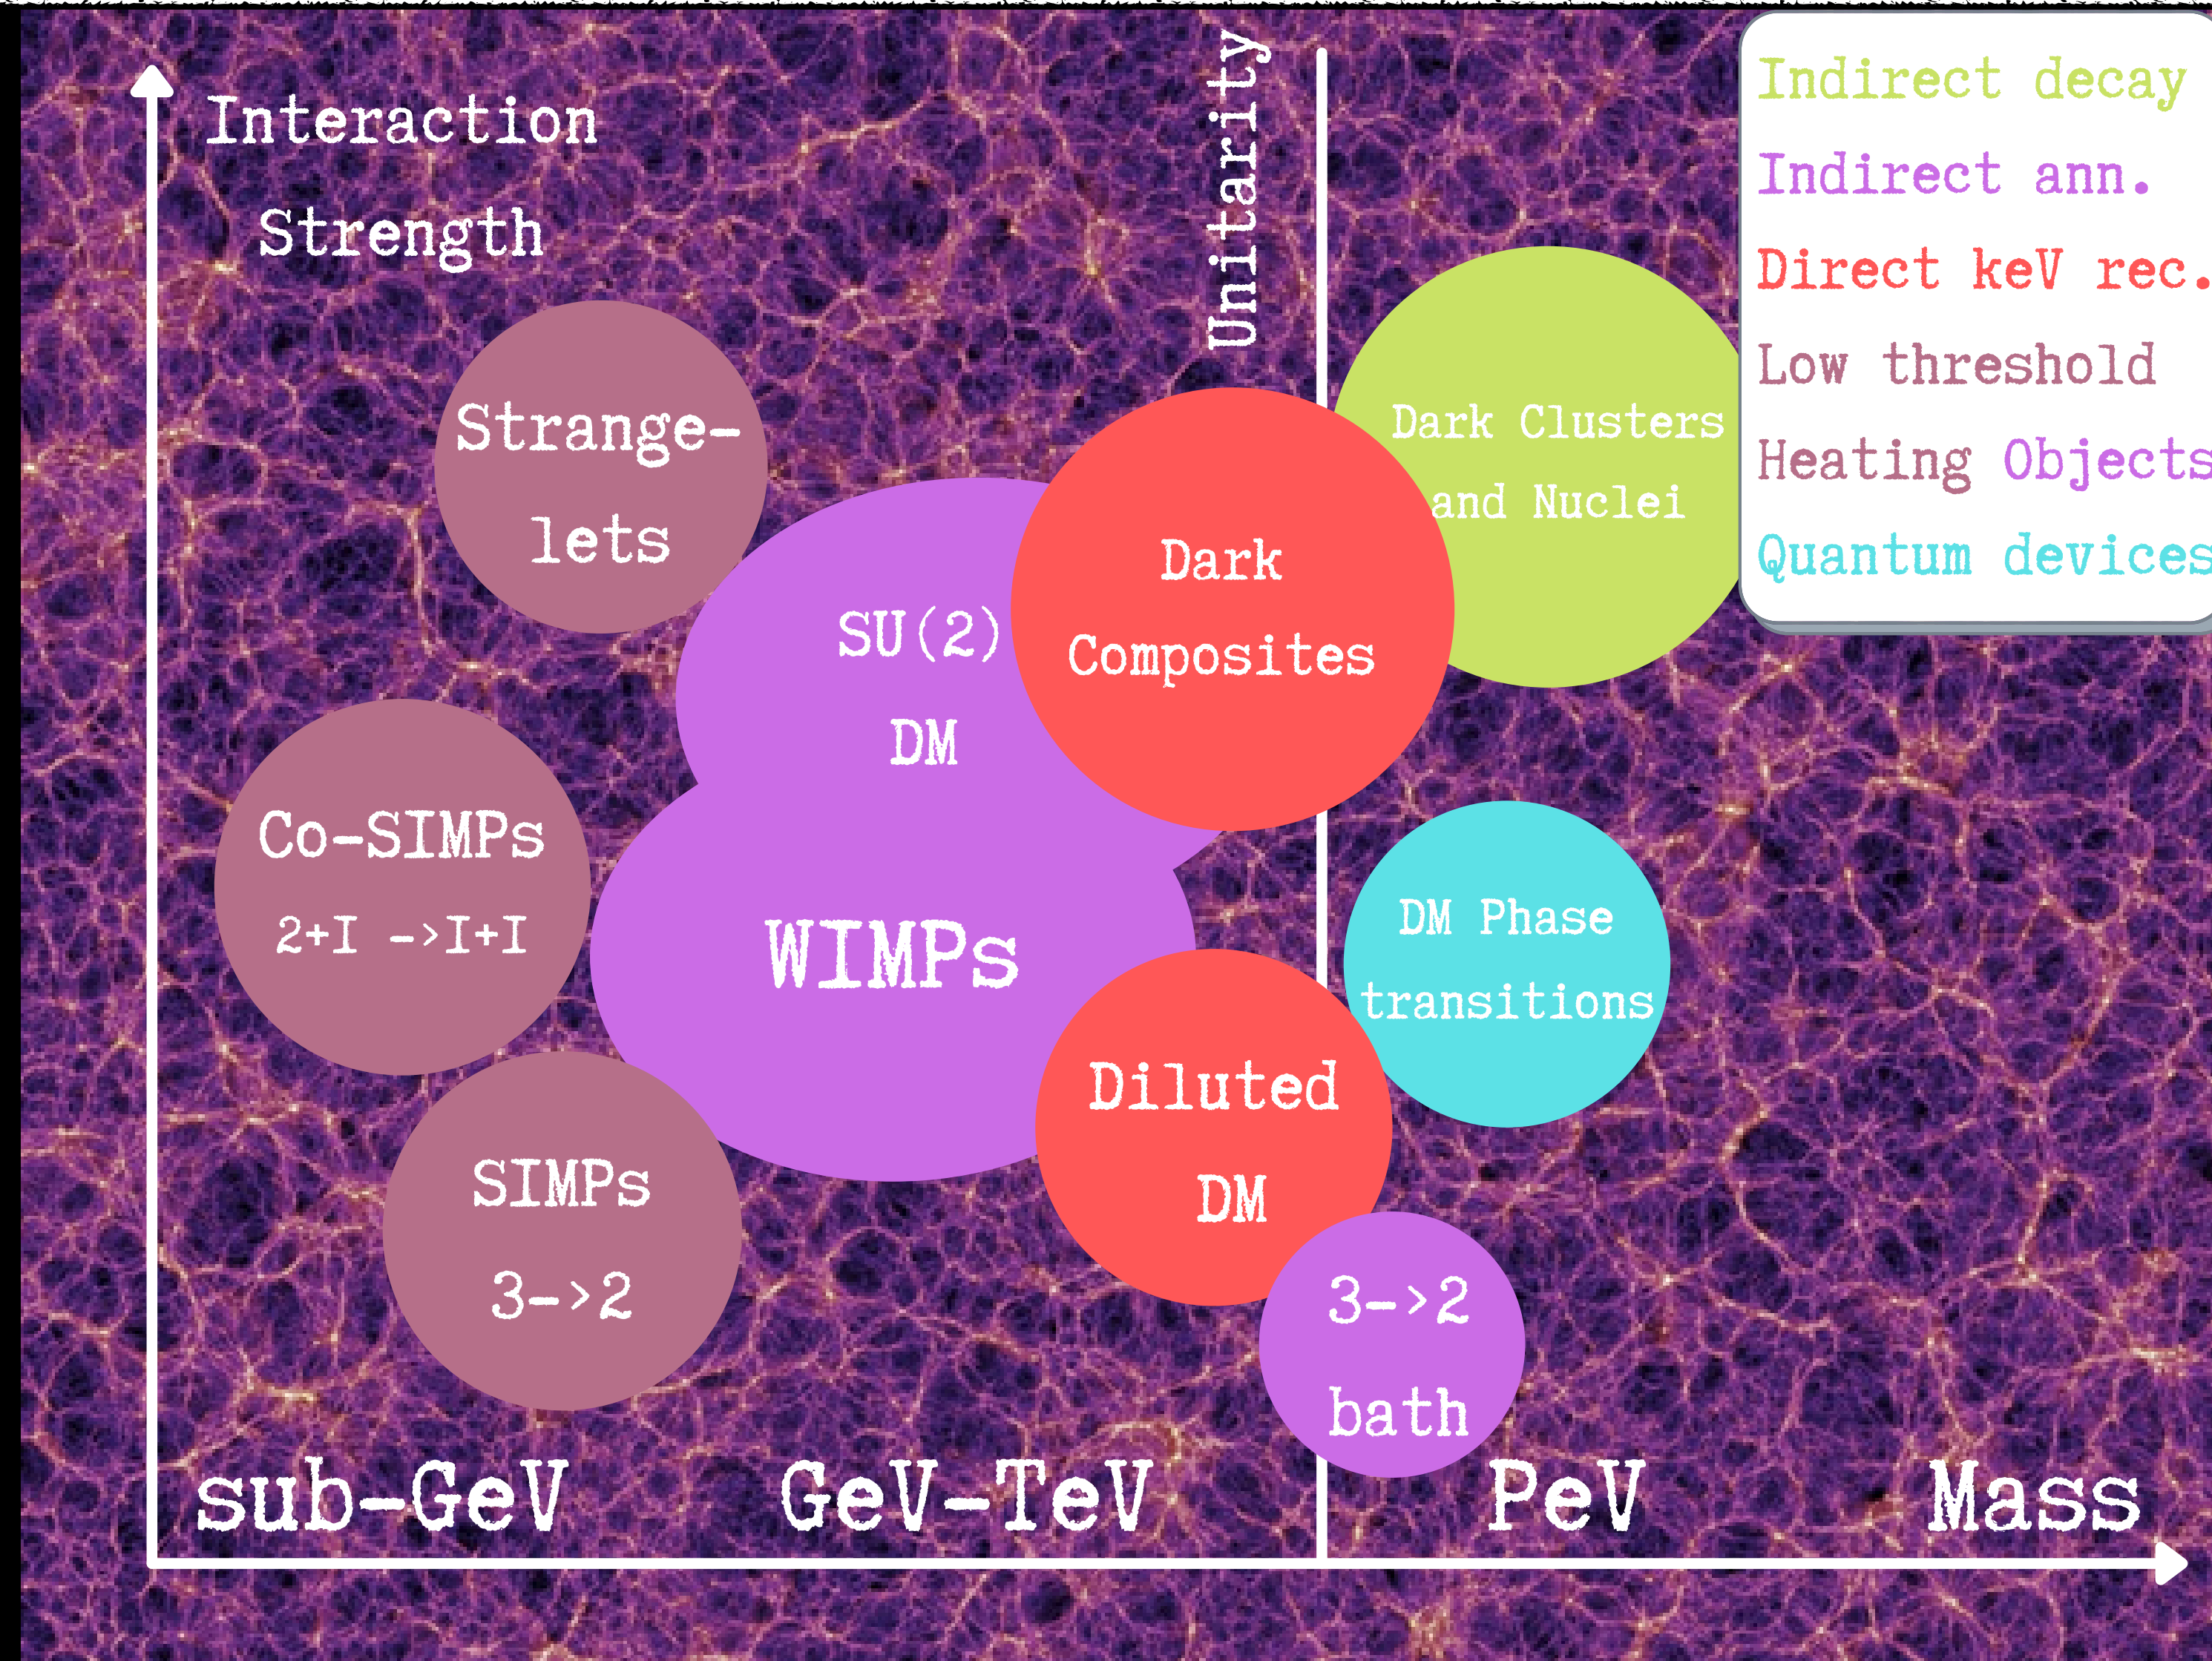 Interaction
Strength
Unitarity
Indirect decay
Indirect ann.
Direct keV rec.
Low threshold
Heating Objects
Quantum devices
Strange-
lets
Dark Clusters
and Nuclei
Dark
Composites
SU(2)
DM
Co-SIMPs
2+I ->I+I
WIMPs
DM Phase
transitions
Diluted
DM
SIMPs
3->2
3->2
bath
sub-GeV
GeV-TeV
PeV
Mass